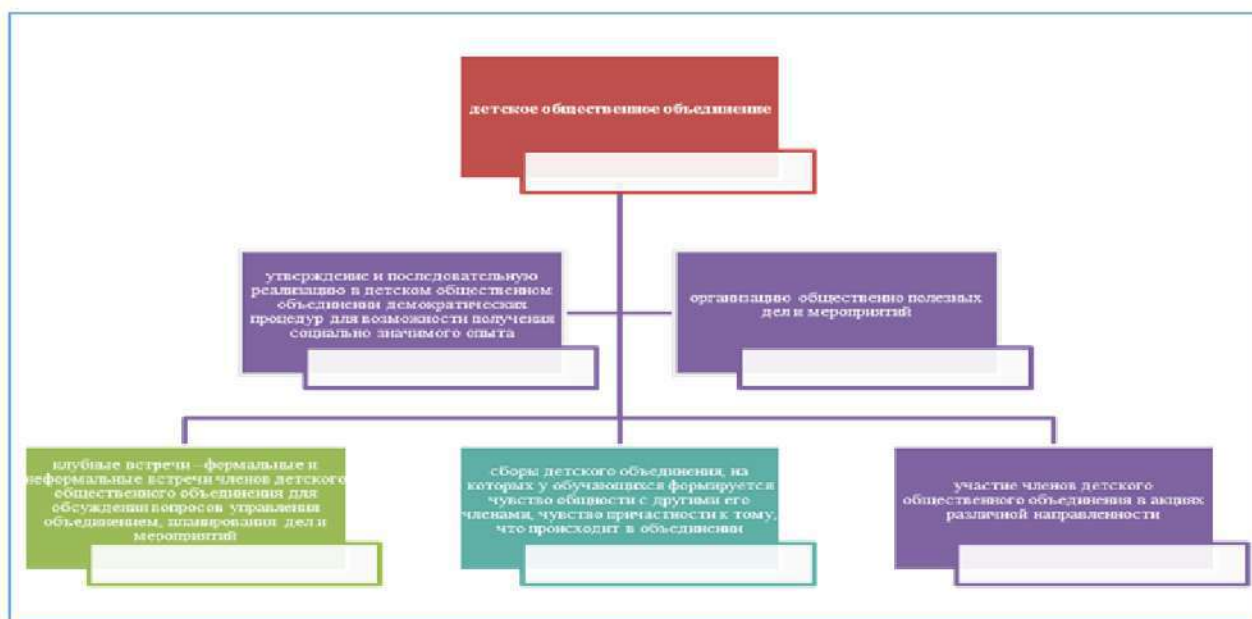 детское общественное объединение
утверждение и последовательную
реализацию в детском общественном
объединении демократических
процедур для возможности получения
социально значимого опыта
организацию общественно полезных
дел и мероприятий
клубные встречи –формальные и
неформальные встречи членов детского
общественного объединения для
обсуждения вопросов управления
объединением, планирования дел и
мероприятий
сборы детского объединения, на
которых у обучающихся формируется
чувство общности с другими его
членами, чувство причастности к тому,
что происходит в объединении
участие членов детского
общественного объединения в акциях
различной направленности